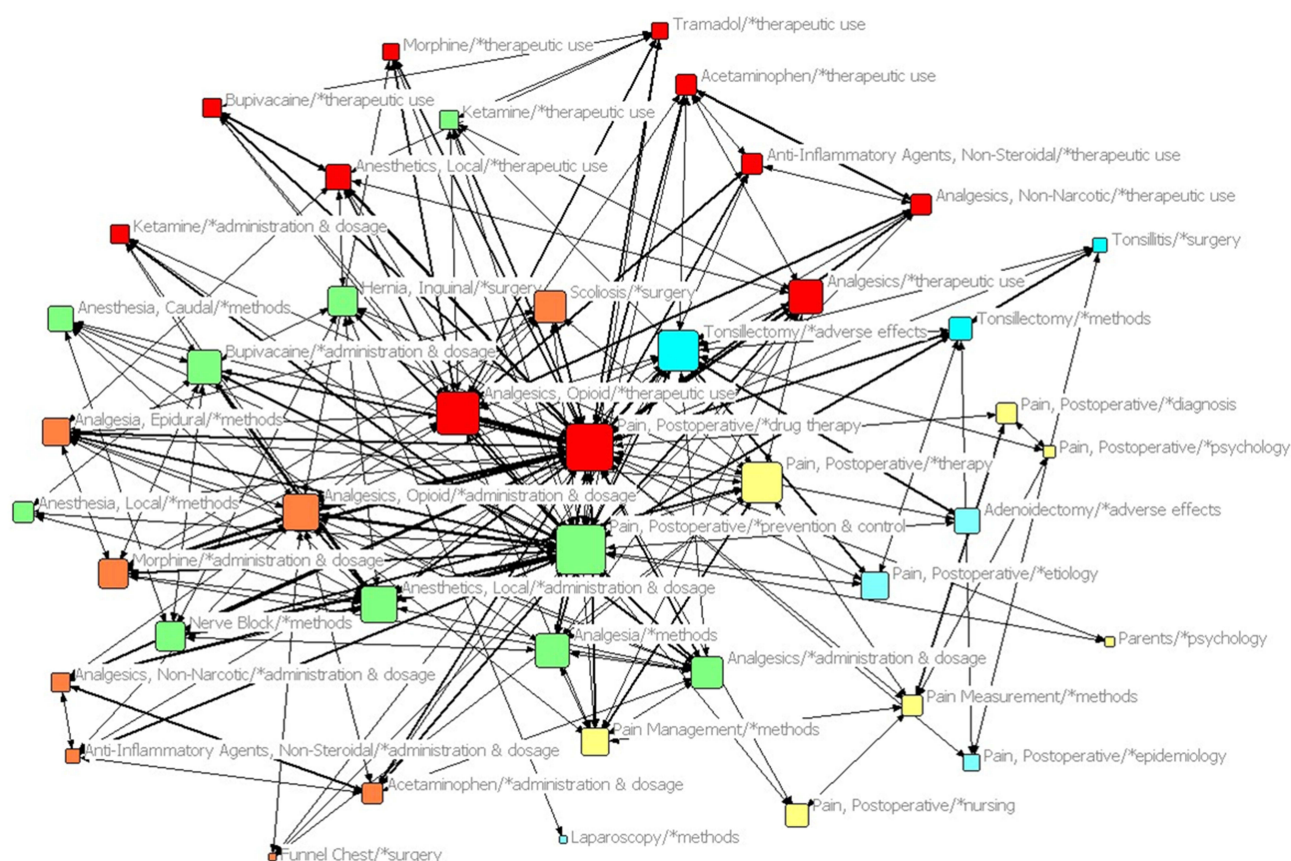 Tramadol/*therapeutic use
Morphine/*therapeutic use
Acetaminophen/*therapeutic use
Bupivacaine/*therapeutic use
Ketamine/*therapeutic use
Anti-Inflammatory Agents, Non-Steroidal/*therapeutic use
Anesthetics, Local/*therapeutic use
Analgesics, Non-Narcotic/*therapeutic use
Ketamine/*administration & dosage
Tonsillitis/*surgery
Hernia, Inguinal/*surgery
Scoliosis/*surgery
Analgesics/*therapeutic use
Anesthesia, Caudal/*methods
Tonsillectomy/*adverse effects
Tonsillectomy/*methods
Bupivacaine/*administration & dosage
Analgesics, Opioid/*therapeutic use
Pain, Postoperative/*diagnosis
Analgesia, Epidural/*methods
Pain, Postoperative/*drug therapy
Pain, Postoperative/*psychology
Pain, Postoperative/*therapy
Anesthesia, Local/*methods
Analgesics, Opioid/*administration & dosage
Adenoidectomy/*adverse effects
Pain, Postoperative/*prevention & control
Morphine/*administration & dosage
Pain, Postoperative/*etiology
Anesthetics, Local/*administration & dosage
Nerve Block/*methods
Analgesia/*methods
Parents/*psychology
Analgesics/*administration & dosage
Analgesics, Non-Narcotic/*administration & dosage
Pain Measurement/*methods
Pain Management/*methods
Anti-Inflammatory Agents, Non-Steroidal/*administration & dosage
Pain, Postoperative/*epidemiology
Acetaminophen/*administration & dosage
Pain, Postoperative/*nursing
Laparoscopy/*methods
Funnel Chest/*surgery